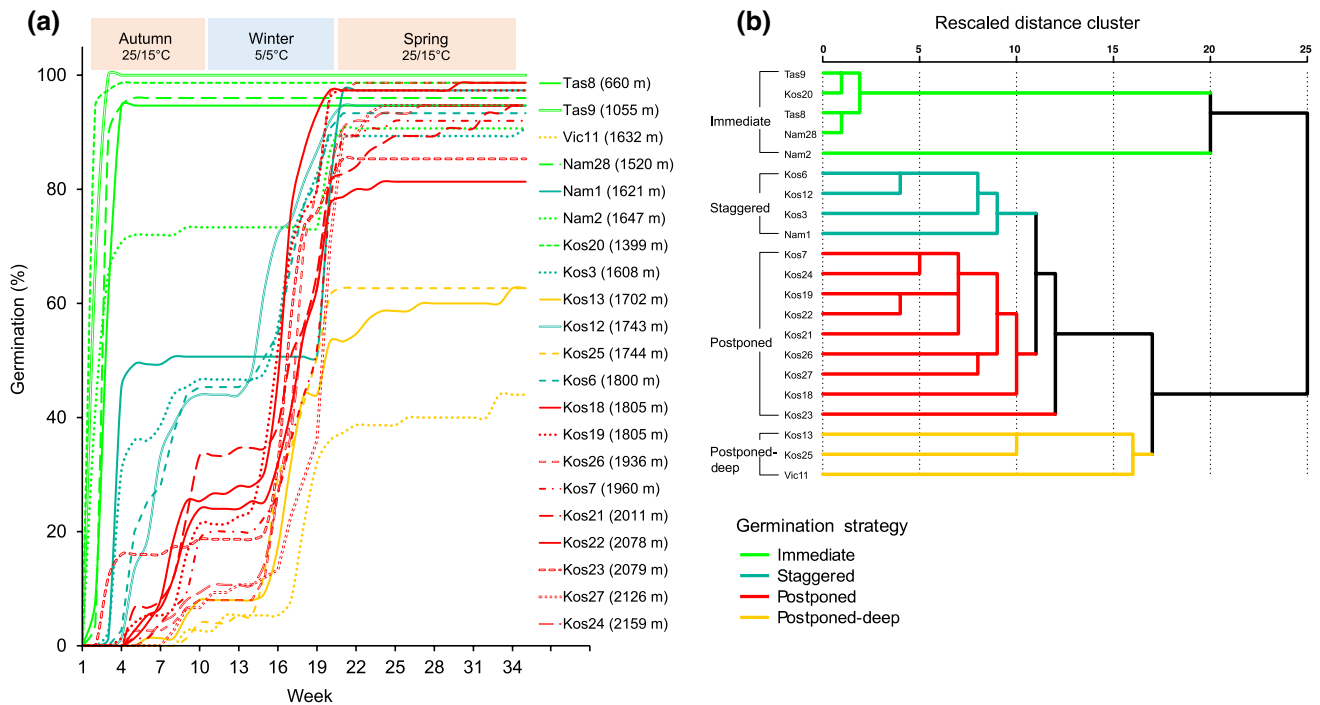 (a)
Autumn
25/15°C
Winter
5/5°C
Spring
25/15°C
Germination (%)
100
80
60
40
20
0
1 4 7 10 13 16 19 22 25 28 31 34
Week
Tas8 (660 m)
Tas9 (1055 m)
Vic11 (1632 m)
Nam28 (1520 m)
Nam1 (1621 m)
Nam2 (1647 m)
Kos20 (1399 m)
Kos3 (1608 m)
Kos13 (1702 m)
Kos12 (1743 m)
Kos25 (1744 m)
Kos6 (1800 m)
Kos18 (1805 m)
Kos19 (1805 m)
Kos26 (1936 m)
Kos7 (1960 m)
Kos21 (2011 m)
Kos22 (2078 m)
Kos23 (2079 m)
Kos27 (2126 m)
Kos24 (2159 m)
(b)
Rescaled distance cluster
0 5 10 15 20 25
Immediate
Tas9
Kos20
Tas8
Nam28
Nam2
Staggered
Kos6
Kos12
Kos3
Nam1
Postponed
Kos7
Kos24
Kos19
Kos22
Kos21
Kos26
Kos27
Kos18
Kos23
Postponed-
deep
Kos13
Kos25
Vic11
Germination strategy
Immediate
Staggered
Postponed
Postponed-deep